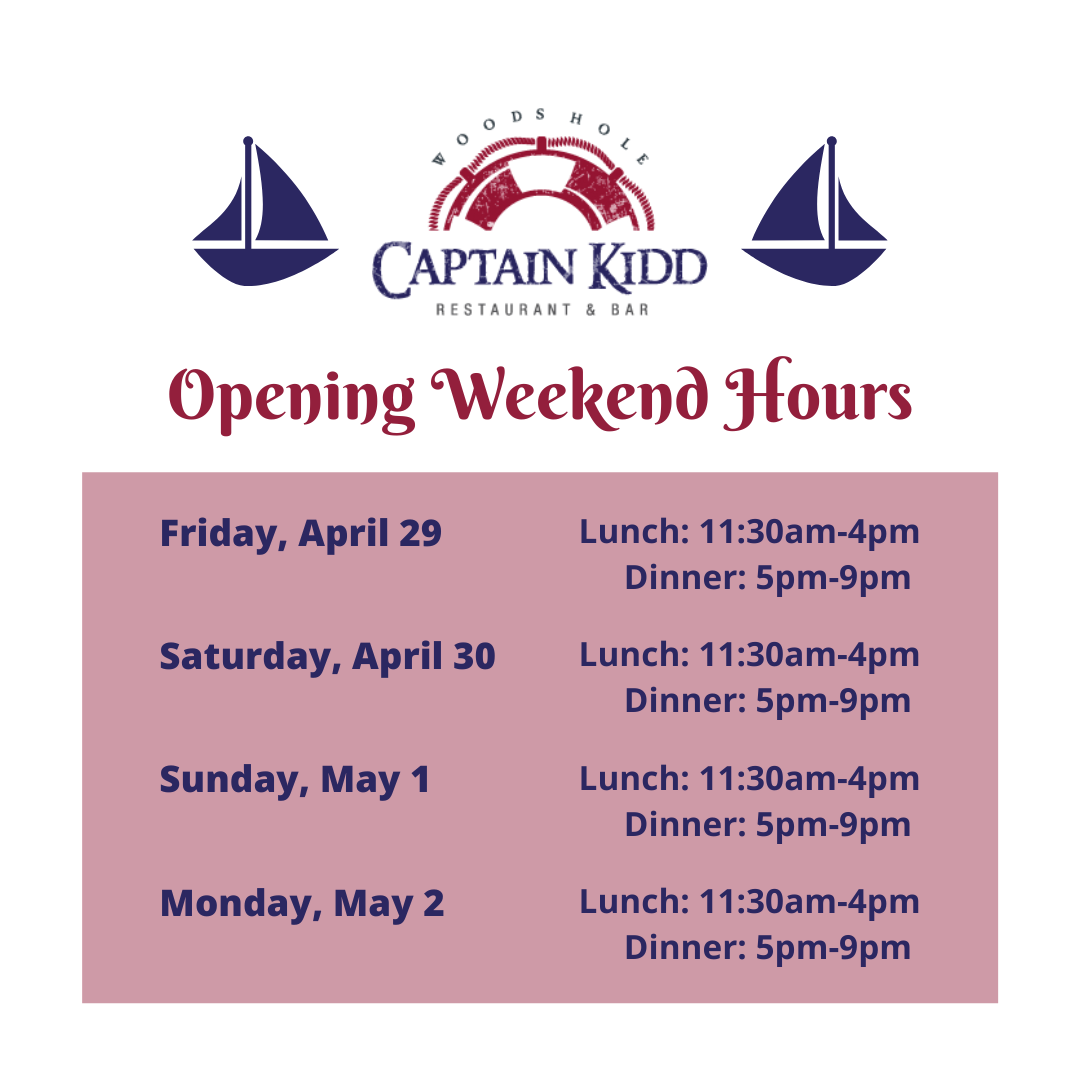 WOODS HOLE
CAPTAIN KIDD
RESTAURANT & BAR
Opening Weekend Hours
Friday, April 29
Lunch: 11:30am-4pm
Dinner: 5pm-9pm
Saturday, April 30
Lunch: 11:30am-4pm
Dinner: 5pm-9pm
Sunday, May 1
Lunch: 11:30am-4pm
Dinner: 5pm-9pm
Monday, May 2
Lunch: 11:30am-4pm
Dinner: 5pm-9pm